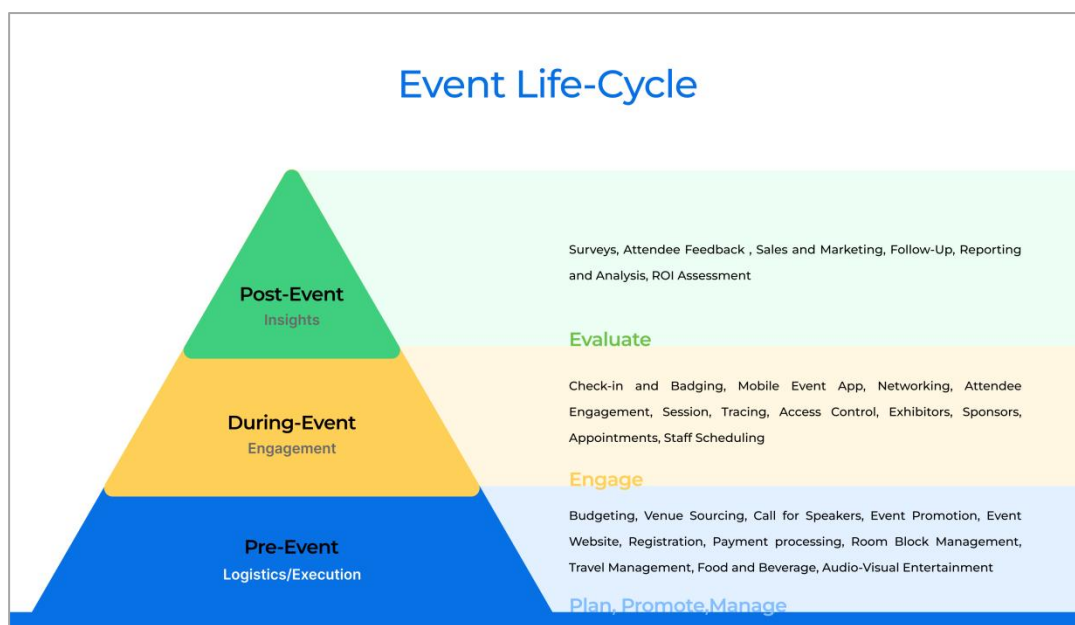 Event Life-Cycle
Post-Event
Insights
Surveys, Attendee Feedback , Sales and Marketing, Follow-Up, Reporting
and Analysis, ROI Assessment
Evaluate
During-Event
Engagement
Check-in and Badging, Mobile Event App, Networking, Attendee
Engagement, Session, Tracing, Access Control, Exhibitors, Sponsors,
Appointments, Staff Scheduling
Engage
Pre-Event
Logistics/Execution
Budgeting, Venue Sourcing, Call for Speakers, Event Promotion, Event
Website, Registration, Payment processing, Room Block Management,
Travel Management, Food and Beverage, Audio-Visual Entertainment
Plan, Promote,Manage